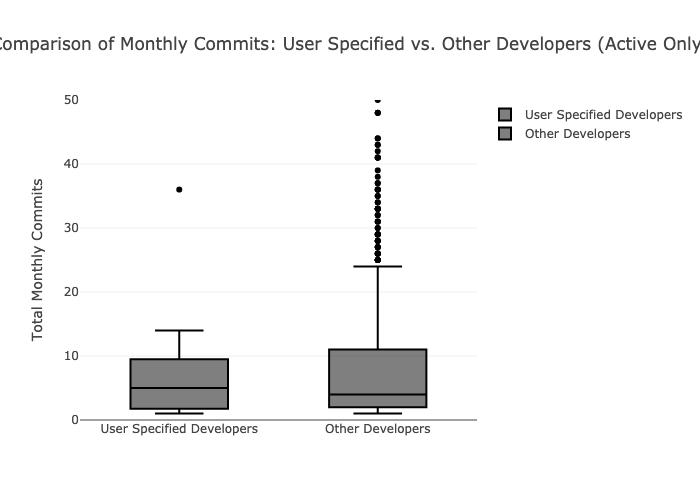 Comparison of Monthly Commits: User Specified vs. Other Developers (Active Only
50
40
30
20
10
0
Total Monthly Commits
User Specified Developers
Other Developers
User Specified Developers
Other Developers